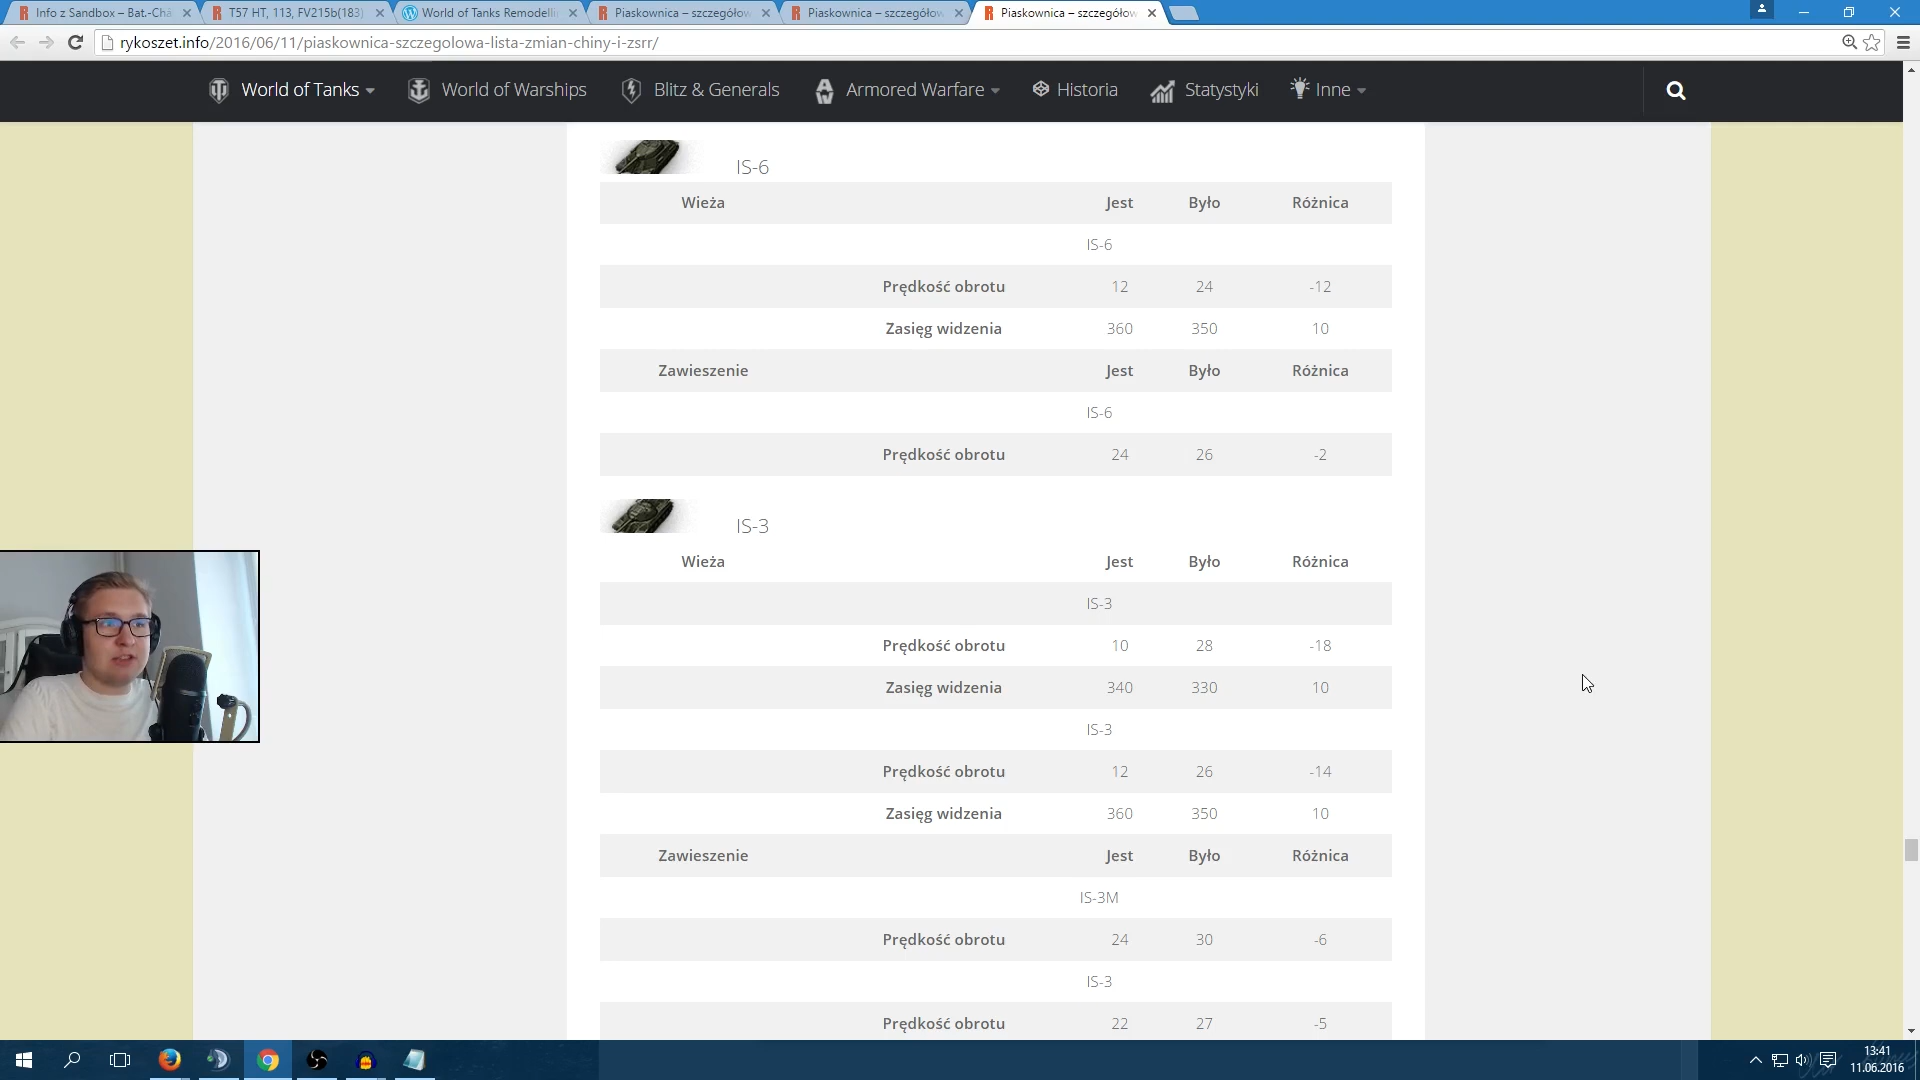 Info z Sandbox – Bat.-Châ
T57 HT, 113, FV215b(183)
World of Tanks Remodelli
Piaskownica – szczegółow
Piaskownica – szczegółow
Piaskownica – szczegółow
rykoszet.info/2016/06/11/piaskownica-szczegolowa-lista-zmian-chiny-i-zsrr/
World of Tanks World of Warships Blitz & Generals Armored Warfare Historia Statystyki Inne
IS-6
Wieża Jest Było Różnica
IS-6
Prędkość obrotu 12 24 -12
Zasięg widzenia 360 350 10
Zawieszenie Jest Było Różnica
IS-6
Prędkość obrotu 24 26 -2
IS-3
Wieża Jest Było Różnica
IS-3
Prędkość obrotu 10 28 -18
Zasięg widzenia 340 330 10
IS-3
Prędkość obrotu 12 26 -14
Zasięg widzenia 360 350 10
Zawieszenie Jest Było Różnica
IS-3M
Prędkość obrotu 24 30 -6
IS-3
Prędkość obrotu 22 27 -5
13:41
11.06.2016